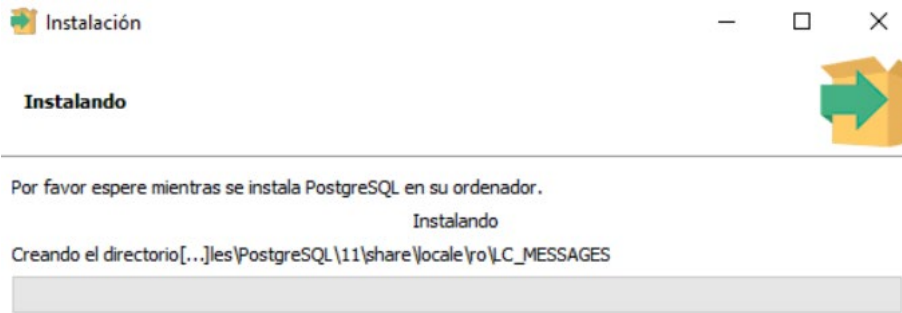 Instalación
Instalando
Por favor espere mientras se instala PostgreSQL en su ordenador.
Instalando
Creando el directorio[...]les\PostgreSQL\11\share\locale\ro\LC_MESSAGES